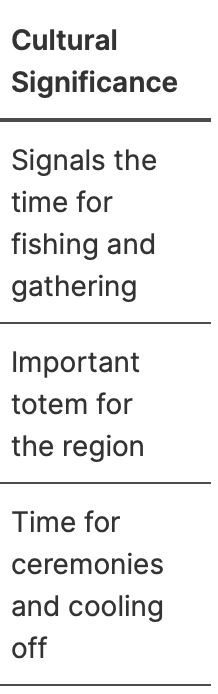 Cultural
Significance
Signals the
time for
fishing and
gathering
Important
totem for
the region
Time for
ceremonies
and cooling
off